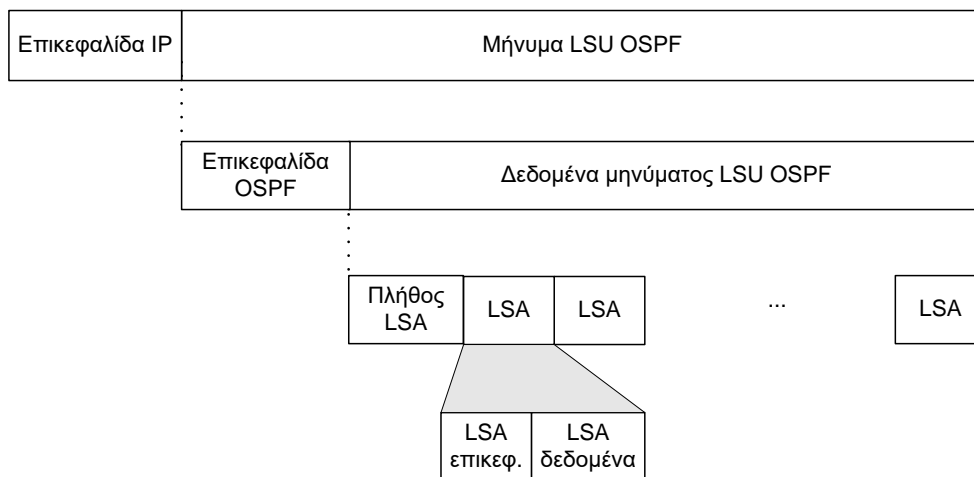 Επικεφαλίδα IP
Μήνυμα LSU OSPF
Επικεφαλίδα
OSPF
Δεδομένα μηνύματος LSU OSPF
Πλήθος
LSA
LSA
LSA
...
LSA
LSA
επικεφ.
LSA
δεδομένα